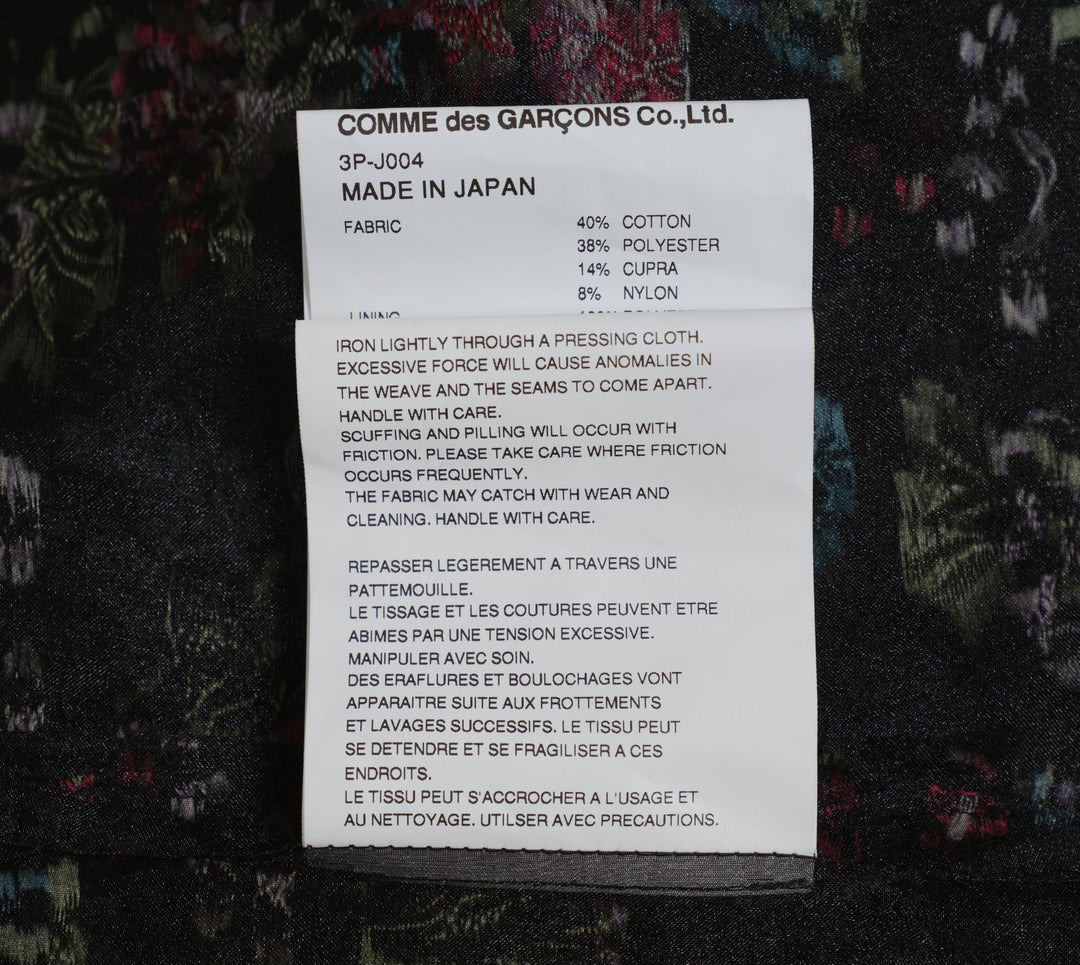 COMME des GARÇONS Co.,Ltd.
3P-J004
MADE IN JAPAN
FABRIC 40% COTTON
38% POLYESTER
14% CUPRA
8% NYLON
LINING
IRON LIGHTLY THROUGH A PRESSING CLOTH.
EXCESSIVE FORCE WILL CAUSE ANOMALIES IN
THE WEAVE AND THE SEAMS TO COME APART.
HANDLE WITH CARE.
SCUFFING AND PILLING WILL OCCUR WITH
FRICTION. PLEASE TAKE CARE WHERE FRICTION
OCCURS FREQUENTLY.
THE FABRIC MAY CATCH WITH WEAR AND
CLEANING. HANDLE WITH CARE.
REPASSER LEGEREMENT A TRAVERS UNE
PATTEMOUILLE.
LE TISSAGE ET LES COUTURES PEUVENT ETRE
ABIMES PAR UNE TENSION EXCESSIVE.
MANIPULER AVEC SOIN.
DES ERAFLURES ET BOULOCHAGES VONT
APPARAITRE SUITE AUX FROTTEMENTS
ET LAVAGES SUCCESSIFS. LE TISSU PEUT
SE DETENDRE ET SE FRAGILISER A CES
ENDROITS.
LE TISSU PEUT S'ACCROCHER A L'USAGE ET
AU NETTOYAGE. UTILSER AVEC PRECAUTIONS.